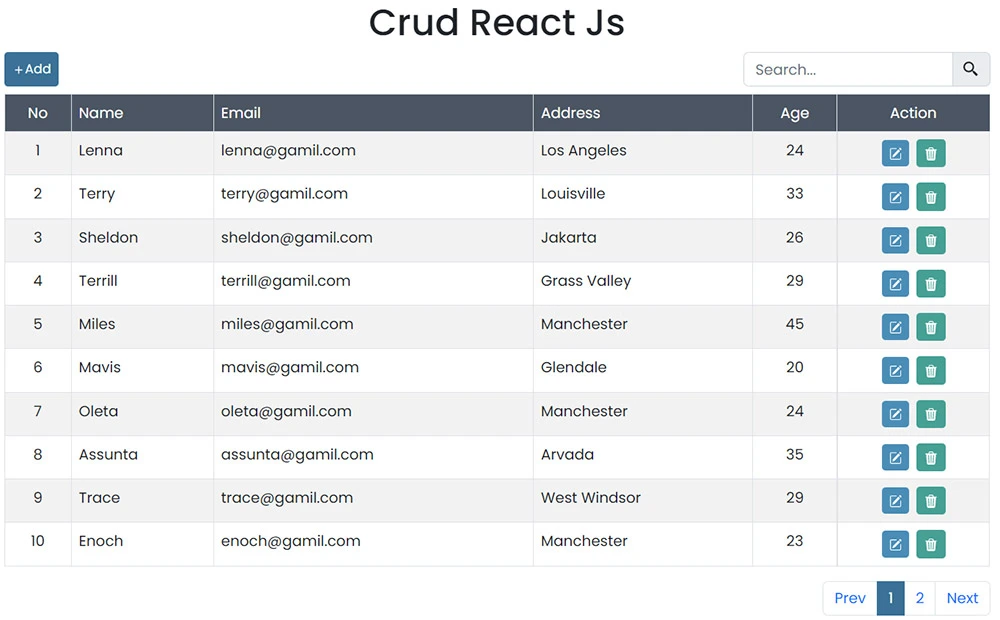 Crud React Js
+ Add
Search...
No Name Email Address Age Action
1 Lenna lenna@gamil.com Los Angeles 24
2 Terry terry@gamil.com Louisville 33
3 Sheldon sheldon@gamil.com Jakarta 26
4 Terrill terrill@gamil.com Grass Valley 29
5 Miles miles@gamil.com Manchester 45
6 Mavis mavis@gamil.com Glendale 20
7 Oleta oleta@gamil.com Manchester 24
8 Assunta assunta@gamil.com Arvada 35
9 Trace trace@gamil.com West Windsor 29
10 Enoch enoch@gamil.com Manchester 23
Prev 1 2 Next